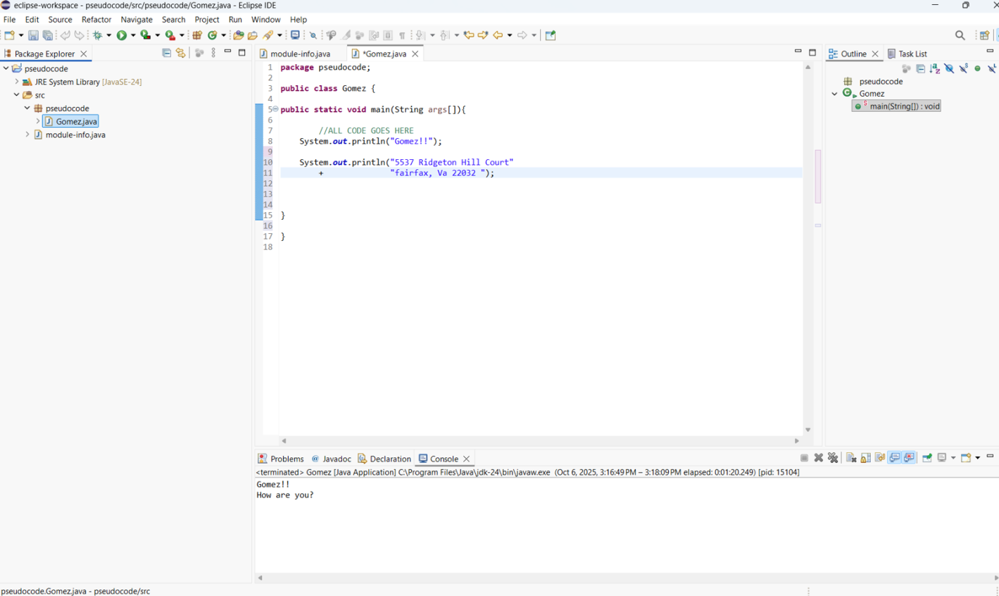 eclipse-workspace - pseudocode/src/pseudocode/Gomez.java - Eclipse IDE
File Edit Source Refactor Navigate Search Project Run Window Help
Package Explorer
pseudocode
JRE System Library [JavaSE-24]
src
pseudocode
Gomez.java
module-info.java
module-info.java *Gomez.java
1 package pseudocode;
2
3 public class Gomez {
4
5 public static void main(String args[]){
6
7 //ALL CODE GOES HERE
8 System.out.println("Gomez!!");
9
10 System.out.println("5537 Ridgeton Hill Court"
11 + "fairfax, Va 22032 ");
12
13
14
15 }
16
17 }
18
Outline Task List
pseudocode
Gomez
main(String[]) : void
Problems Javadoc Declaration Console
<terminated> Gomez [Java Application] C:\Program Files\Java\jdk-24\bin\javaw.exe (Oct 6, 2025, 3:16:49 PM – 3:18:09 PM elapsed: 0:01:20.249) [pid: 15104]
Gomez!!
How are you?
pseudocode.Gomez.java - pseudocode/src